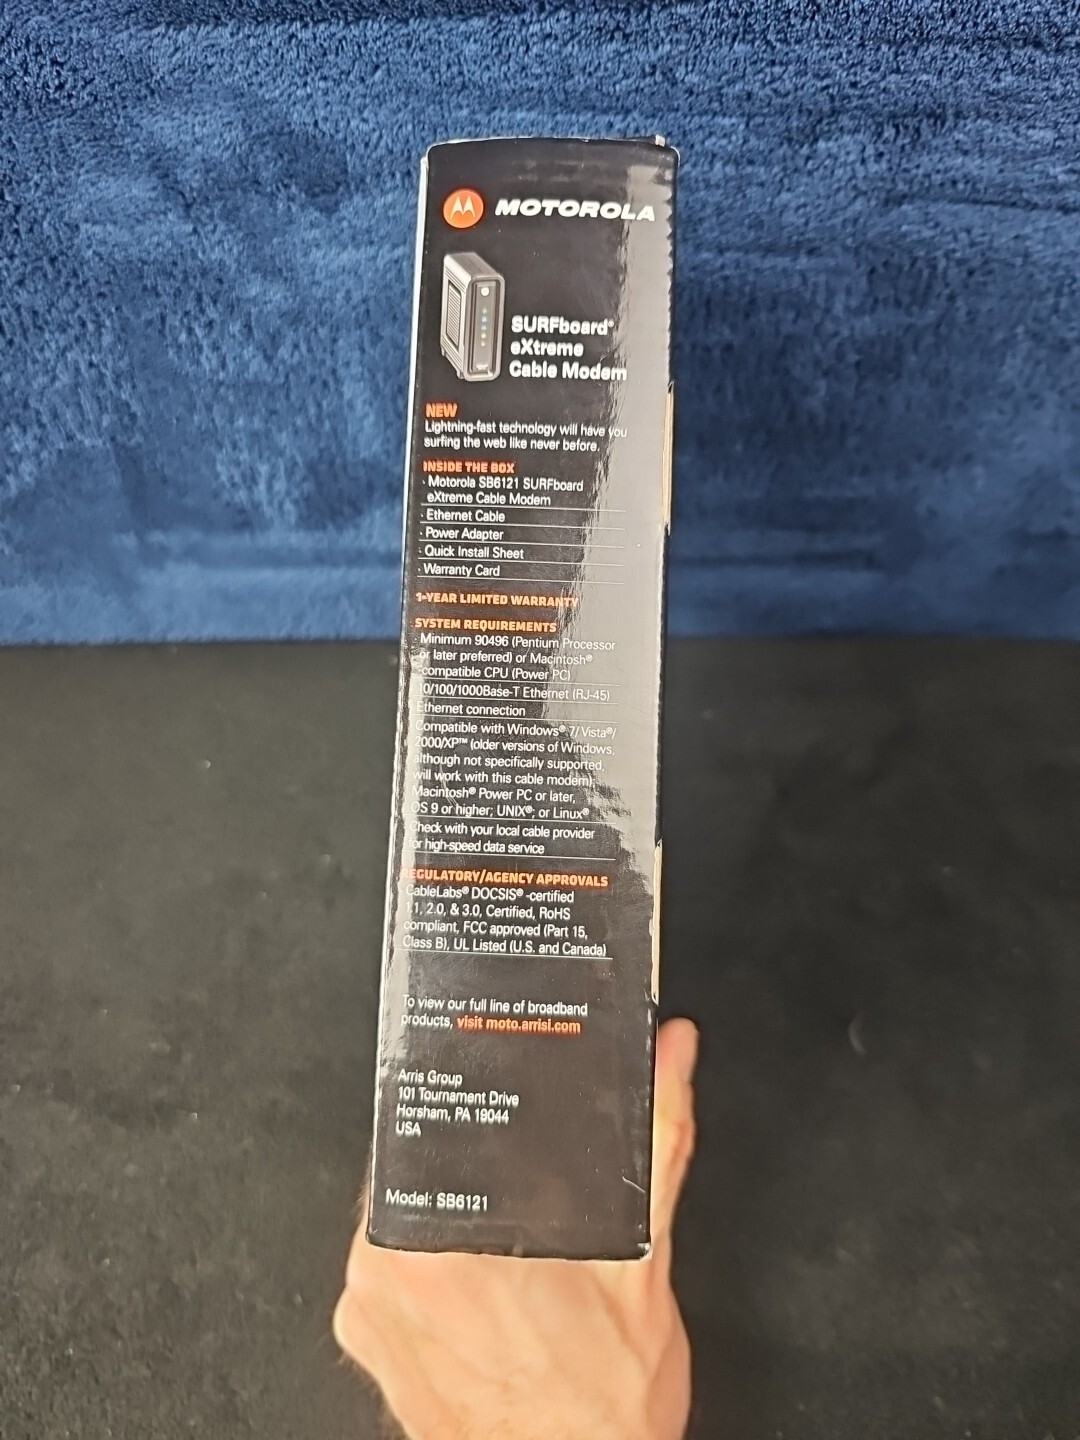 MOTOROLA
SURFboard®
eXtreme
Cable Modem
NEW
Lightning-fast technology will have you
surfing the web like never before.
INSIDE THE BOX
· Motorola SB6121 SURFboard
eXtreme Cable Modem
· Ethernet Cable
· Power Adapter
· Quick Install Sheet
· Warranty Card
1-YEAR LIMITED WARRANTY
SYSTEM REQUIREMENTS
· Minimum 90496 (Pentium Processor
or later preferred) or Macintosh®
-compatible CPU (Power PC)
10/100/1000Base-T Ethernet (RJ-45)
Ethernet connection
Compatible with Windows® 7/Vista®/
2000/XP™ (older versions of Windows,
although not specifically supported,
will work with this cable modem);
Macintosh® Power PC or later,
OS 9 or higher; UNIX®; or Linux®
Check with your local cable provider
for high-speed data service
REGULATORY/AGENCY APPROVALS
· CableLabs® DOCSIS® -certified
1.1, 2.0, & 3.0, Certified, RoHS
compliant, FCC approved (Part 15,
Class B), UL Listed (U.S. and Canada)
To view our full line of broadband
products, visit moto.arrisi.com
Arris Group
101 Tournament Drive
Horsham, PA 19044
USA
Model: SB6121